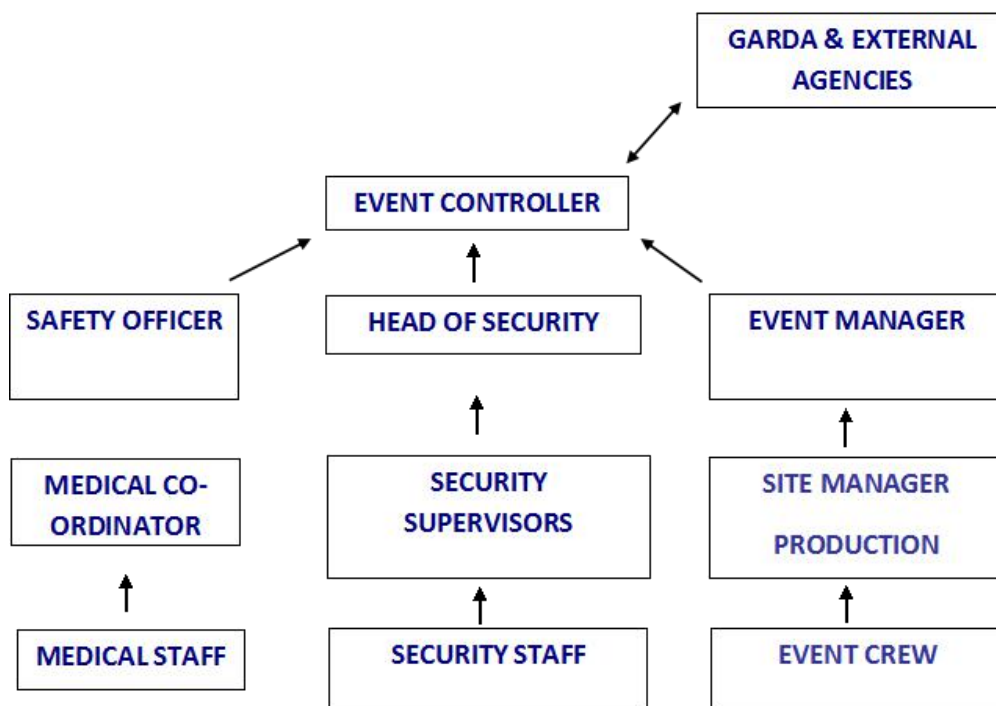 GARDA & EXTERNAL
AGENCIES
EVENT CONTROLLER
SAFETY OFFICER
HEAD OF SECURITY
EVENT MANAGER
MEDICAL CO-
ORDINATOR
SECURITY
SUPERVISORS
SITE MANAGER
PRODUCTION
MEDICAL STAFF
SECURITY STAFF
EVENT CREW